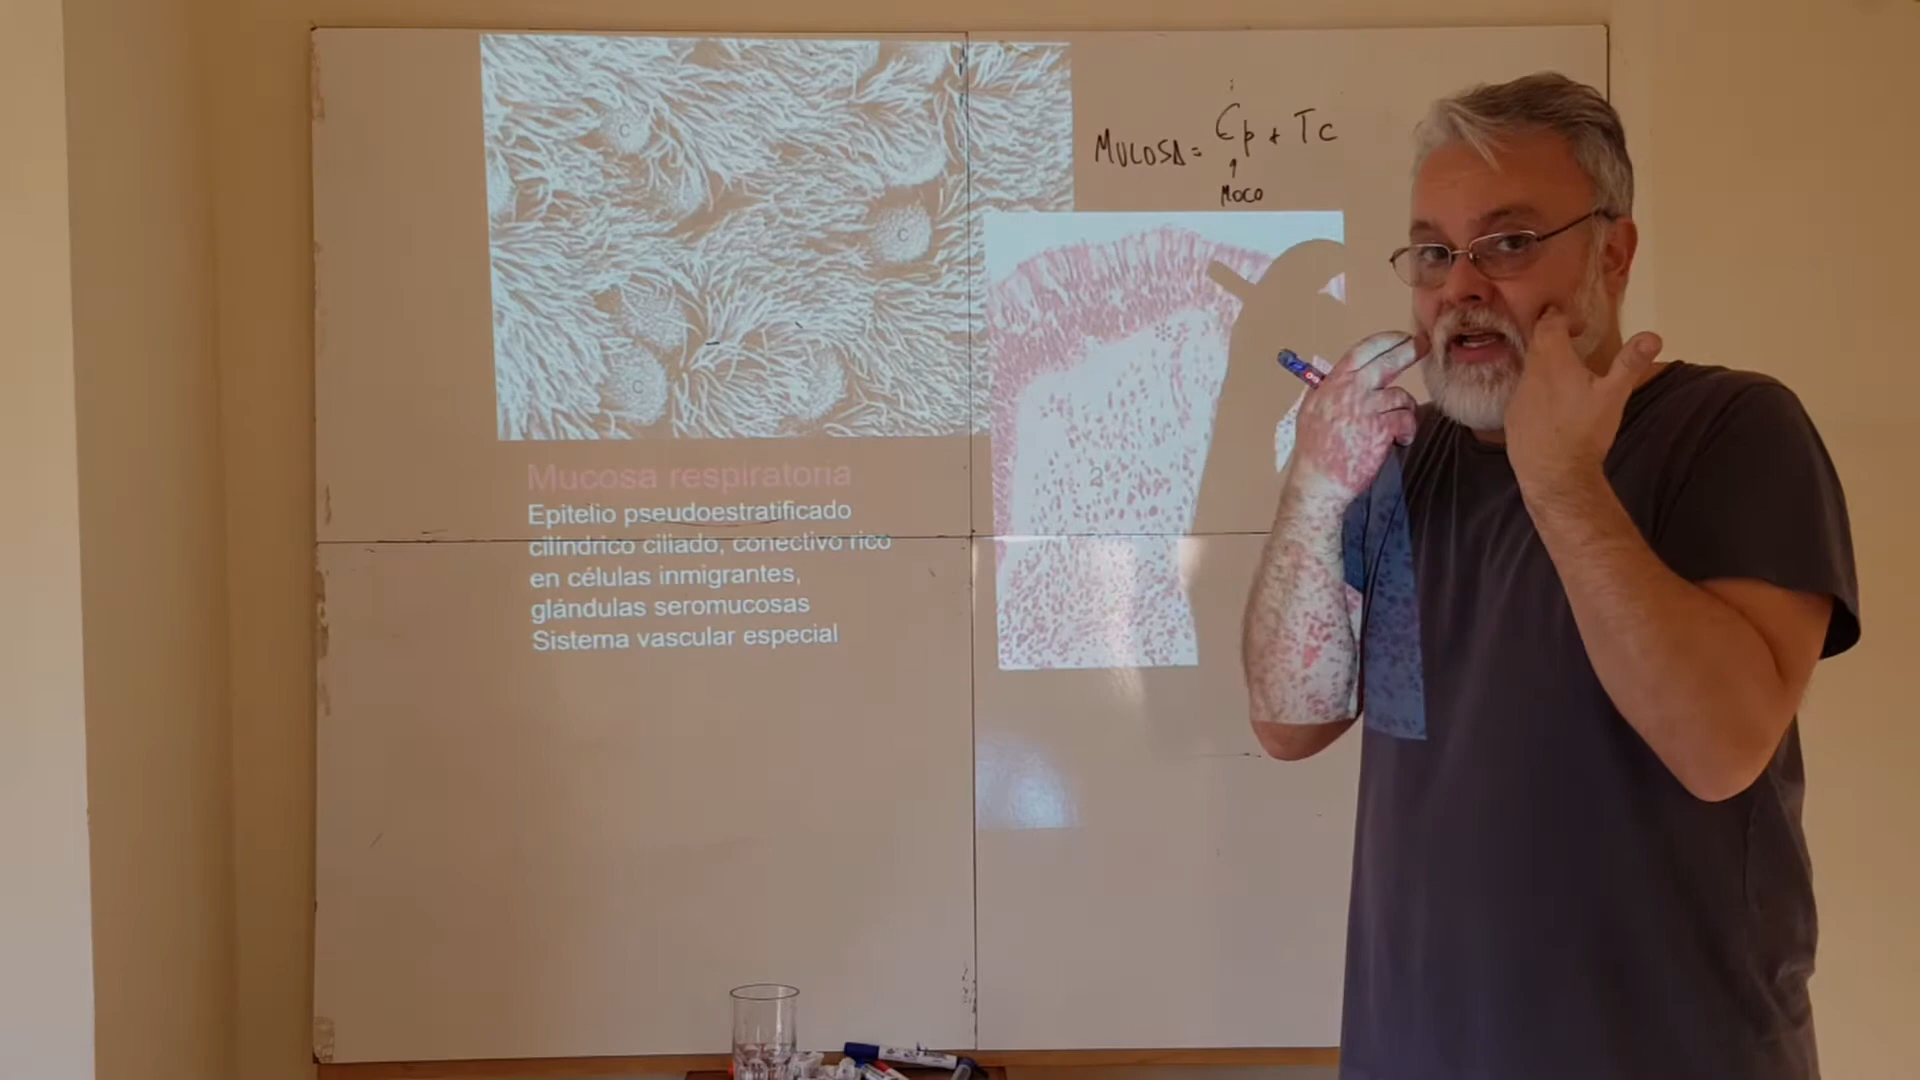 C
C
C
MUCOSA = Ep + Tc
↑
MOCO
2
*
Mucosa respiratoria
Epitelio pseudoestratificado
cilíndrico ciliado, conectivo rico
en células inmigrantes,
glándulas seromucosas
Sistema vascular especial